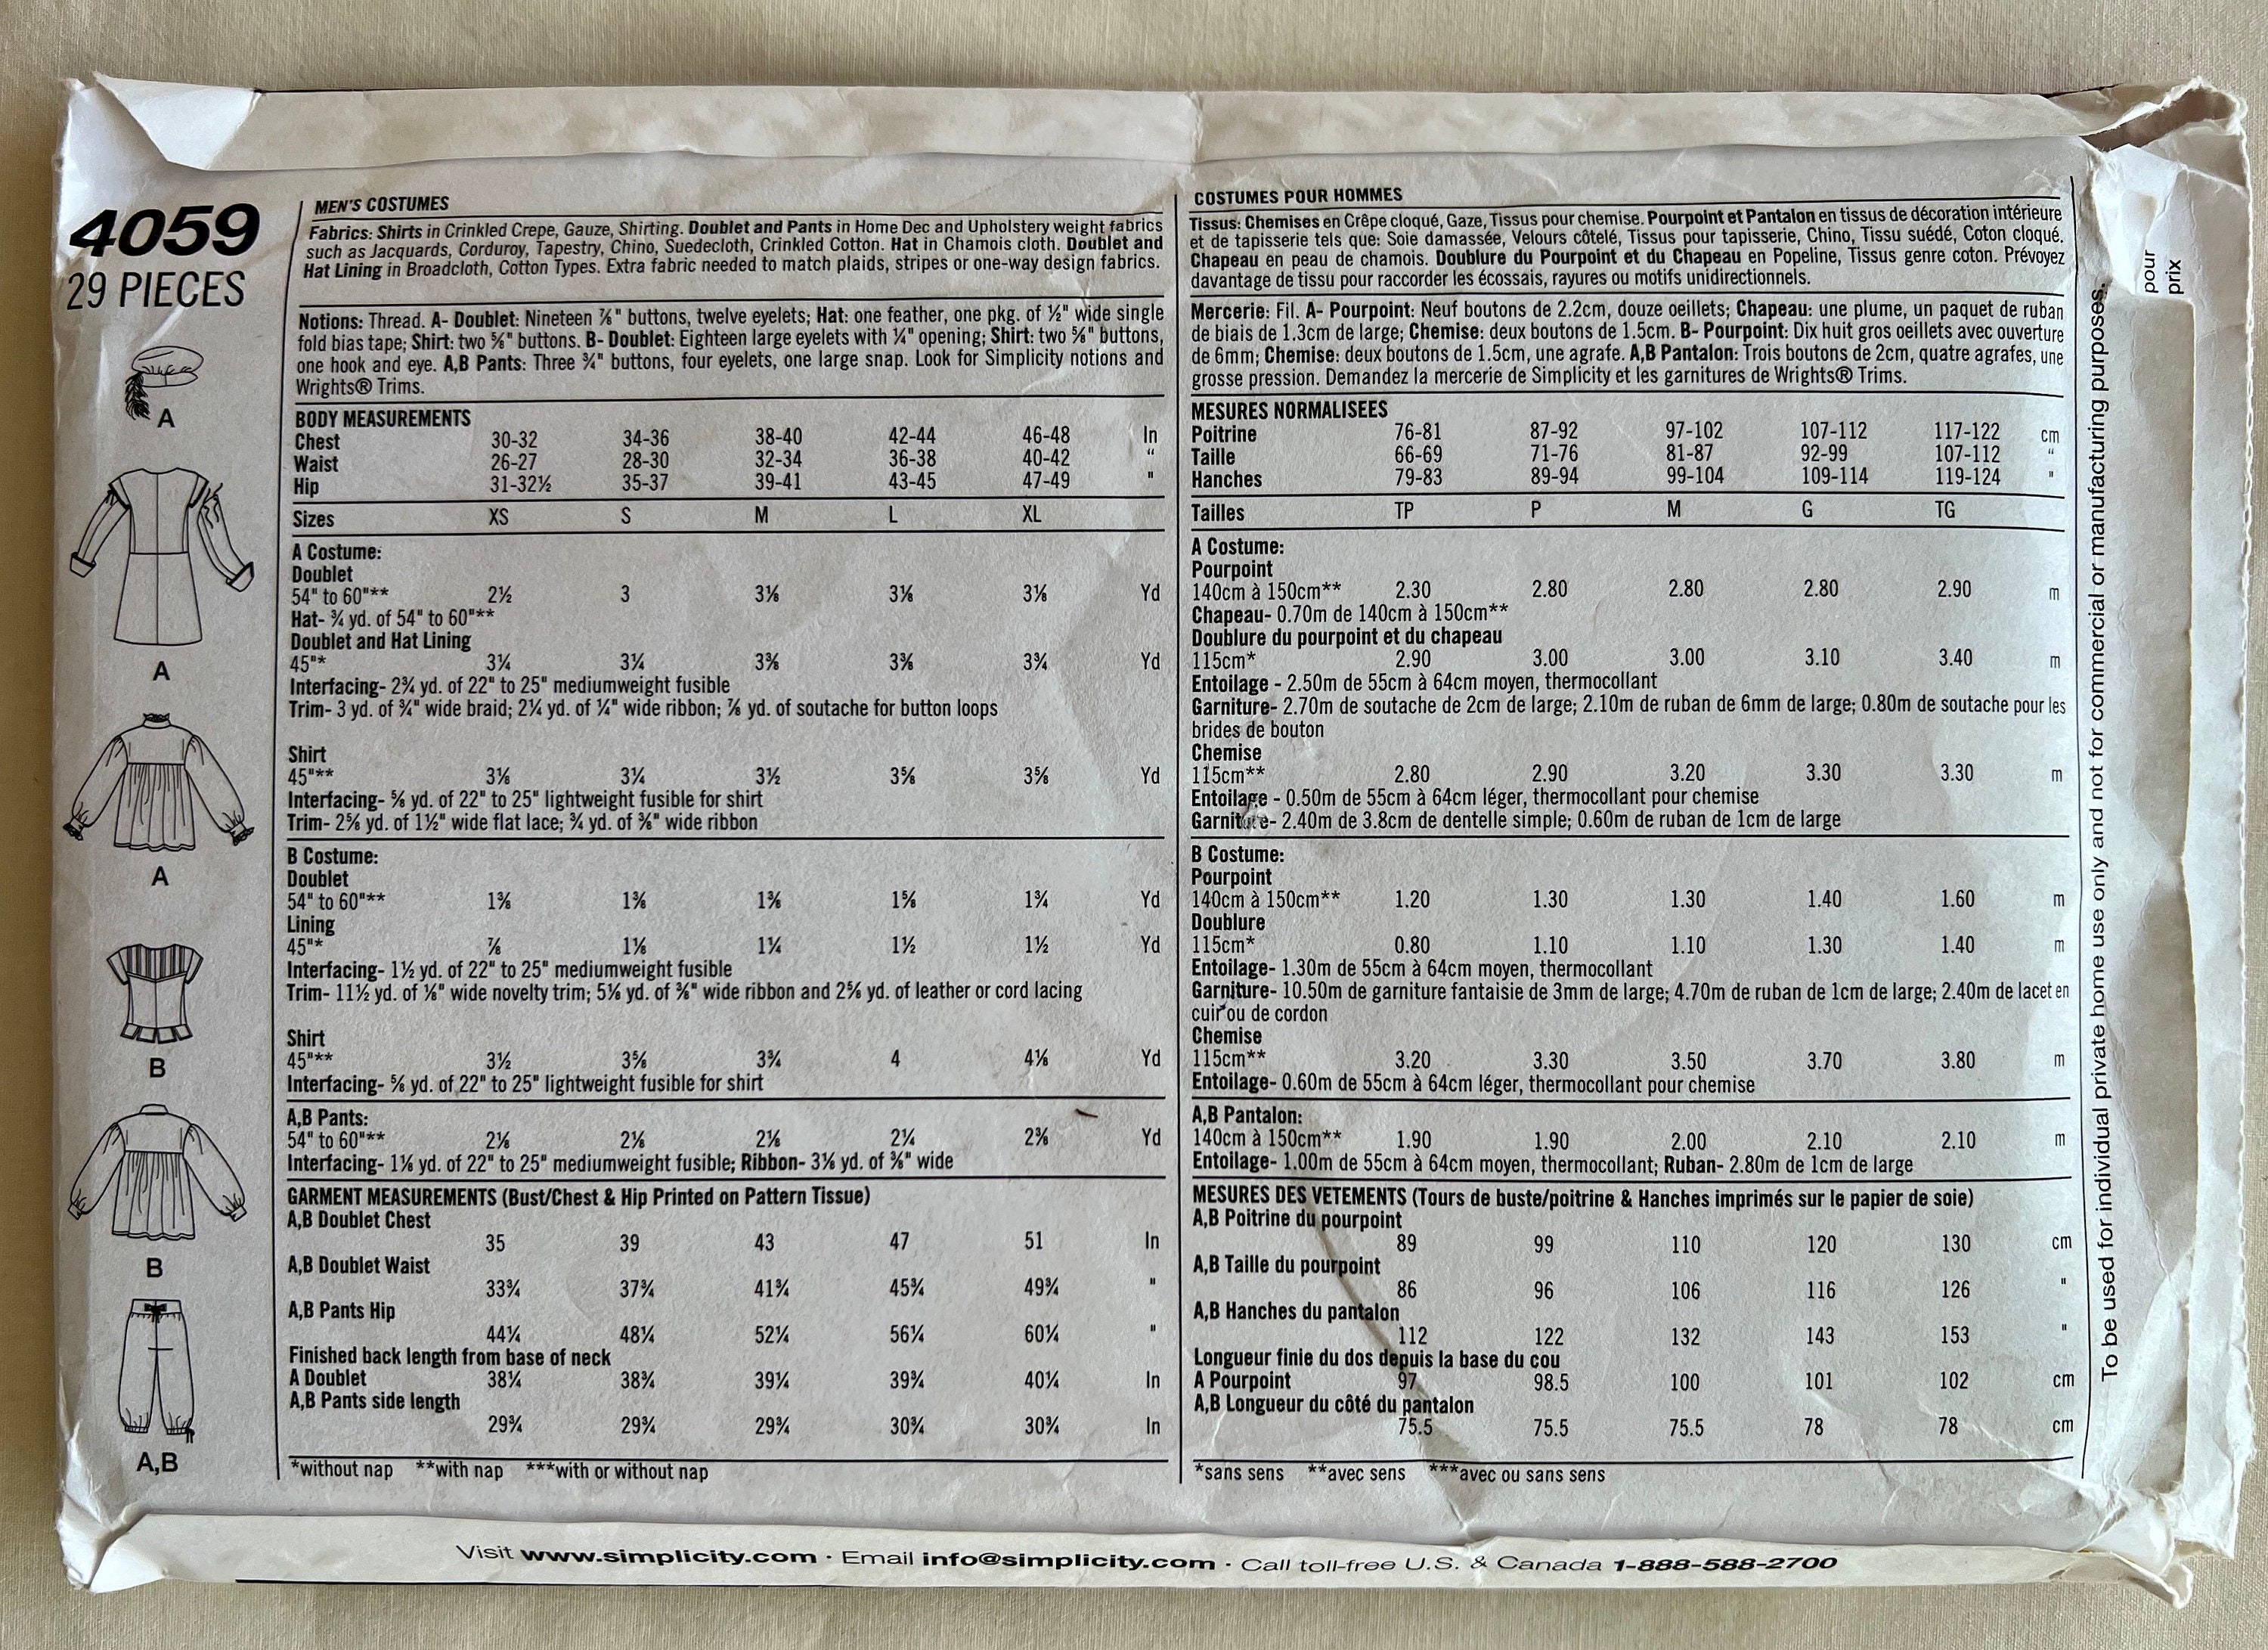 4059
29 PIECES
A
A
A
B
B
A,B
MEN'S COSTUMES
Fabrics: Shirts in Crinkled Crepe, Gauze, Shirting. Doublet and Pants in Home Dec and Upholstery weight fabrics
such as Jacquards, Corduroy, Tapestry, Chino, Suedecloth, Crinkled Cotton. Hat in Chamois cloth. Doublet and
Hat Lining in Broadcloth, Cotton Types. Extra fabric needed to match plaids, stripes or one-way design fabrics.
Notions: Thread. A- Doublet: Nineteen ⅞" buttons, twelve eyelets; Hat: one feather, one pkg. of ½" wide single
fold bias tape; Shirt: two ⅝" buttons. B- Doublet: Eighteen large eyelets with ¼" opening; Shirt: two ⅝" buttons,
one hook and eye. A,B Pants: Three ¾" buttons, four eyelets, one large snap. Look for Simplicity notions and
Wrights® Trims.
BODY MEASUREMENTS
Chest 30-32 34-36 38-40 42-44 46-48 In
Waist 26-27 28-30 32-34 36-38 40-42 "
Hip 31-32½ 35-37 39-41 43-45 47-49 "
Sizes XS S M L XL
A Costume:
Doublet
54" to 60"** 2½ 3 3⅛ 3⅛ 3⅛ Yd
Hat- ¾ yd. of 54" to 60"**
Doublet and Hat Lining
45"* 3¼ 3¼ 3⅜ 3⅜ 3¾ Yd
Interfacing- 2¾ yd. of 22" to 25" mediumweight fusible
Trim- 3 yd. of ¾" wide braid; 2¼ yd. of ¼" wide ribbon; ⅞ yd. of soutache for button loops
Shirt
45"** 3⅛ 3¼ 3½ 3⅝ 3⅝ Yd
Interfacing- ⅝ yd. of 22" to 25" lightweight fusible for shirt
Trim- 2⅝ yd. of 1½" wide flat lace; ¾ yd. of ⅜" wide ribbon
B Costume:
Doublet
54" to 60"** 1⅜ 1⅜ 1⅜ 1⅝ 1¾ Yd
Lining
45"* ⅞ 1⅛ 1¼ 1½ 1½ Yd
Interfacing- 1½ yd. of 22" to 25" mediumweight fusible
Trim- 11½ yd. of ⅛" wide novelty trim; 5⅛ yd. of ⅜" wide ribbon and 2⅝ yd. of leather or cord lacing
Shirt
45"** 3½ 3⅝ 3¾ 4 4⅛ Yd
Interfacing- ⅝ yd. of 22" to 25" lightweight fusible for shirt
A,B Pants:
54" to 60"** 2⅛ 2⅛ 2⅛ 2¼ 2⅜ Yd
Interfacing- 1⅛ yd. of 22" to 25" mediumweight fusible; Ribbon- 3⅛ yd. of ⅜" wide
GARMENT MEASUREMENTS (Bust/Chest & Hip Printed on Pattern Tissue)
A,B Doublet Chest
35 39 43 47 51 In
A,B Doublet Waist
33¾ 37¾ 41¾ 45¾ 49¾ "
A,B Pants Hip
44¼ 48¼ 52¼ 56¼ 60¼ "
Finished back length from base of neck
A Doublet 38¼ 38¾ 39¼ 39¾ 40¼ In
A,B Pants side length
29¾ 29¾ 29¾ 30¾ 30¾ In
*without nap **with nap ***with or without nap
COSTUMES POUR HOMMES
Tissus: Chemises en Crêpe cloqué, Gaze, Tissus pour chemise. Pourpoint et Pantalon en tissus de décoration intérieure
et de tapisserie tels que: Soie damassée, Velours côtelé, Tissus pour tapisserie, Chino, Tissu suédé, Coton cloqué.
Chapeau en peau de chamois. Doublure du Pourpoint et du Chapeau en Popeline, Tissus genre coton. Prévoyez
davantage de tissu pour raccorder les écossais, rayures ou motifs unidirectionnels.
Mercerie: Fil. A- Pourpoint: Neuf boutons de 2.2cm, douze oeillets; Chapeau: une plume, un paquet de ruban
de biais de 1.3cm de large; Chemise: deux boutons de 1.5cm. B- Pourpoint: Dix huit gros oeillets avec ouverture
de 6mm; Chemise: deux boutons de 1.5cm, une agrafe. A,B Pantalon: Trois boutons de 2cm, quatre agrafes, une
grosse pression. Demandez la mercerie de Simplicity et les garnitures de Wrights® Trims.
MESURES NORMALISEES
Poitrine 76-81 87-92 97-102 107-112 117-122 cm
Taille 66-69 71-76 81-87 92-99 107-112 "
Hanches 79-83 89-94 99-104 109-114 119-124 "
Tailles TP P M G TG
A Costume:
Pourpoint
140cm à 150cm** 2.30 2.80 2.80 2.80 2.90 m
Chapeau- 0.70m de 140cm à 150cm**
Doublure du pourpoint et du chapeau
115cm* 2.90 3.00 3.00 3.10 3.40 m
Entoilage - 2.50m de 55cm à 64cm moyen, thermocollant
Garniture- 2.70m de soutache de 2cm de large; 2.10m de ruban de 6mm de large; 0.80m de soutache pour les
brides de bouton
Chemise
115cm** 2.80 2.90 3.20 3.30 3.30 m
Entoilage - 0.50m de 55cm à 64cm léger, thermocollant pour chemise
Garniture- 2.40m de 3.8cm de dentelle simple; 0.60m de ruban de 1cm de large
B Costume:
Pourpoint
140cm à 150cm** 1.20 1.30 1.30 1.40 1.60 m
Doublure
115cm* 0.80 1.10 1.10 1.30 1.40 m
Entoilage- 1.30m de 55cm à 64cm moyen, thermocollant
Garniture- 10.50m de garniture fantaisie de 3mm de large; 4.70m de ruban de 1cm de large; 2.40m de lacet en
cuir ou de cordon
Chemise
115cm** 3.20 3.30 3.50 3.70 3.80 m
Entoilage- 0.60m de 55cm à 64cm léger, thermocollant pour chemise
A,B Pantalon:
140cm à 150cm** 1.90 1.90 2.00 2.10 2.10 m
Entoilage- 1.00m de 55cm à 64cm moyen, thermocollant; Ruban- 2.80m de 1cm de large
MESURES DES VETEMENTS (Tours de buste/poitrine & Hanches imprimés sur le papier de soie)
A,B Poitrine du pourpoint
89 99 110 120 130 cm
A,B Taille du pourpoint
86 96 106 116 126 "
A,B Hanches du pantalon
112 122 132 143 153 "
Longueur finie du dos depuis la base du cou
A Pourpoint 97 98.5 100 101 102 cm
A,B Longueur du côté du pantalon
75.5 75.5 75.5 78 78 cm
*sans sens **avec sens ***avec ou sans sens
To be used for individual private home use only and not for commercial or manufacturing purposes.
pour
prix
Visit www.simplicity.com · Email info@simplicity.com · Call toll-free U.S. & Canada 1-888-588-2700